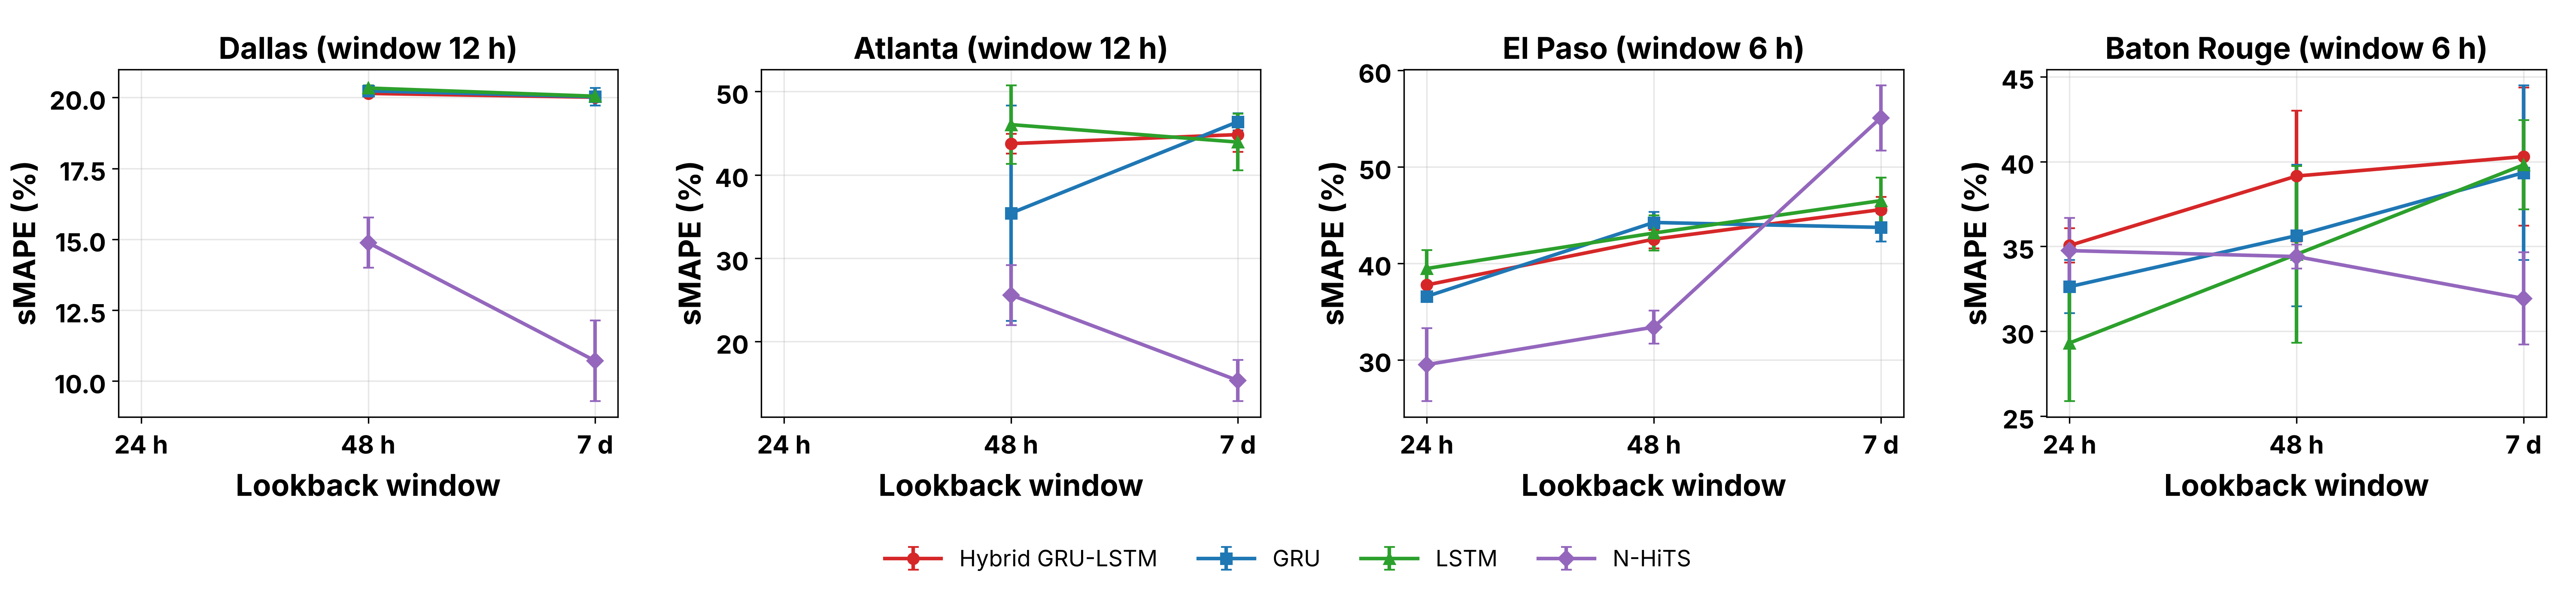 Dallas (window 12 h)
sMAPE (%)
20.0
17.5
15.0
12.5
10.0
24 h
48 h
7 d
Lookback window
Atlanta (window 12 h)
sMAPE (%)
50
40
30
20
24 h
48 h
7 d
Lookback window
El Paso (window 6 h)
sMAPE (%)
60
50
40
30
24 h
48 h
7 d
Lookback window
Baton Rouge (window 6 h)
sMAPE (%)
45
40
35
30
25
24 h
48 h
7 d
Lookback window
Hybrid GRU-LSTM
GRU
LSTM
N-HiTS